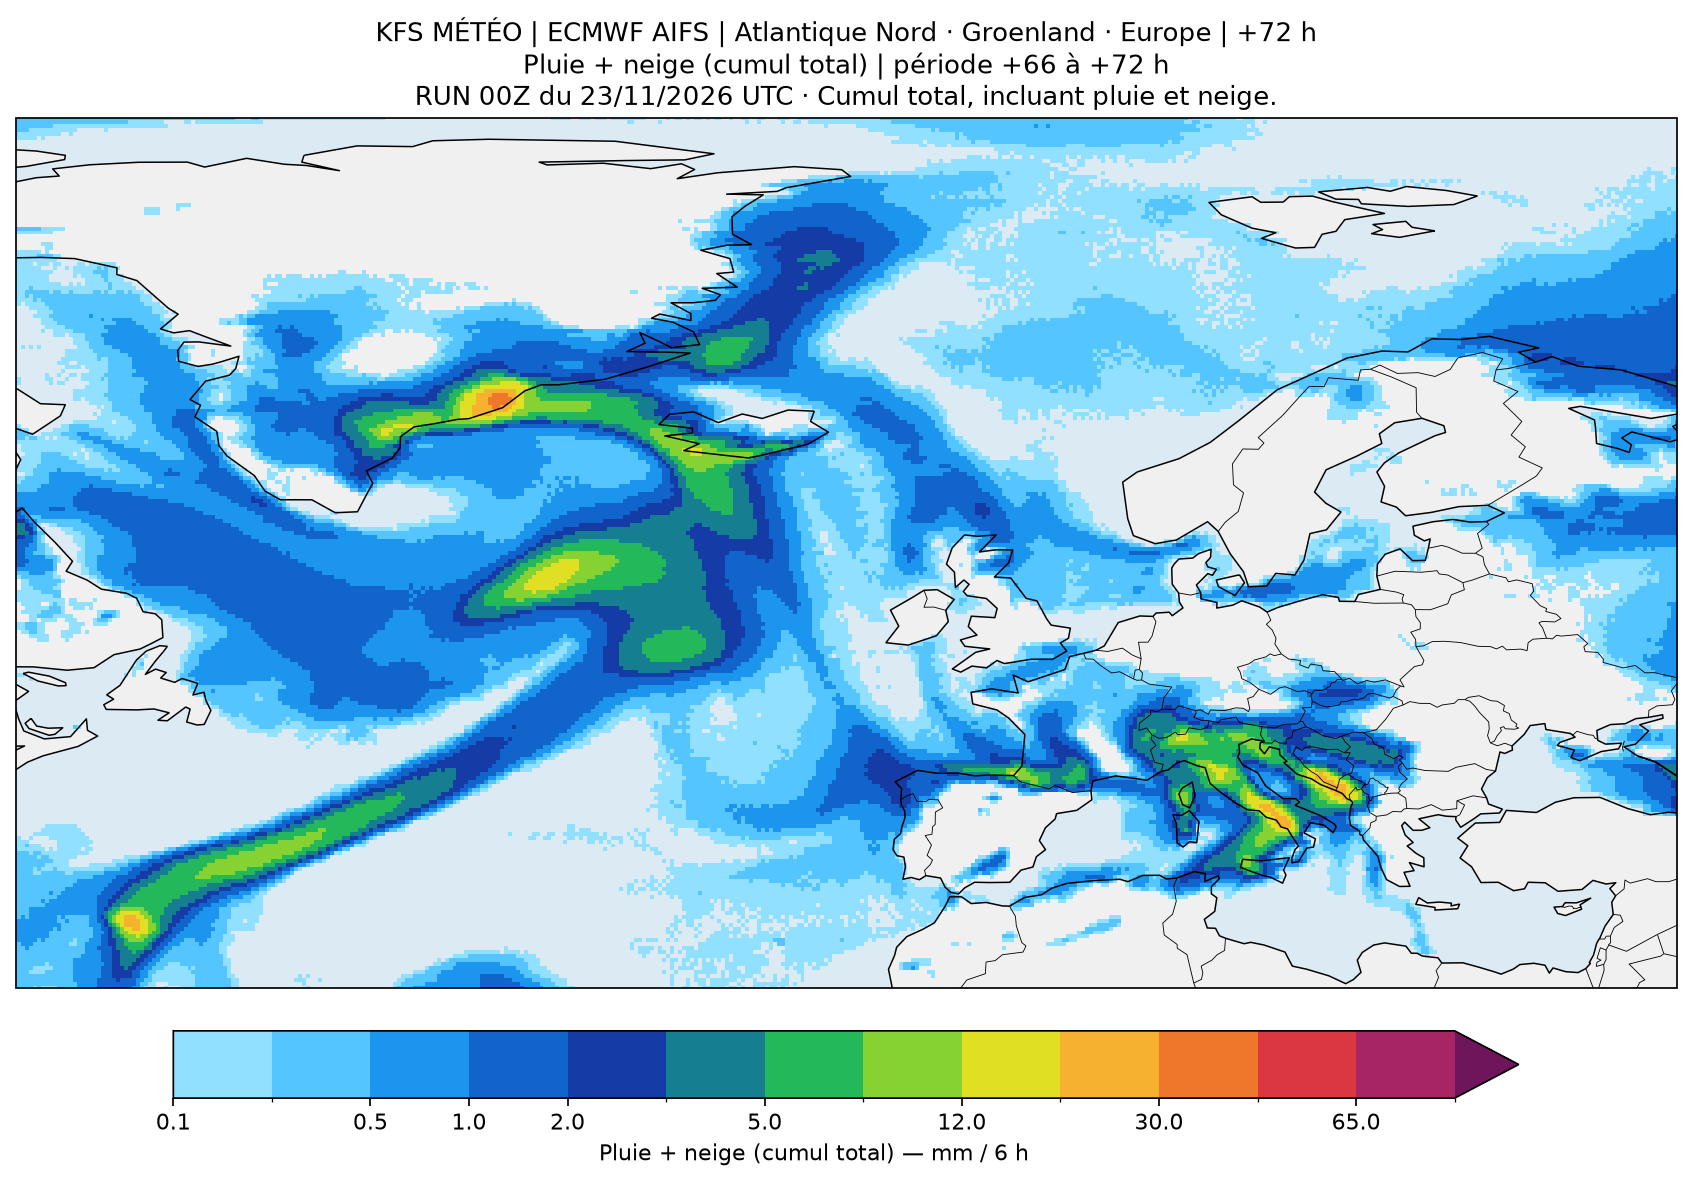 KFS MÉTÉO | ECMWF AIFS | Atlantique Nord · Groenland · Europe | +72 h
Pluie + neige (cumul total) | période +66 à +72 h
RUN 00Z du 23/11/2026 UTC · Cumul total, incluant pluie et neige.
0.1 0.5 1.0 2.0 5.0 12.0 30.0 65.0
Pluie + neige (cumul total) — mm / 6 h